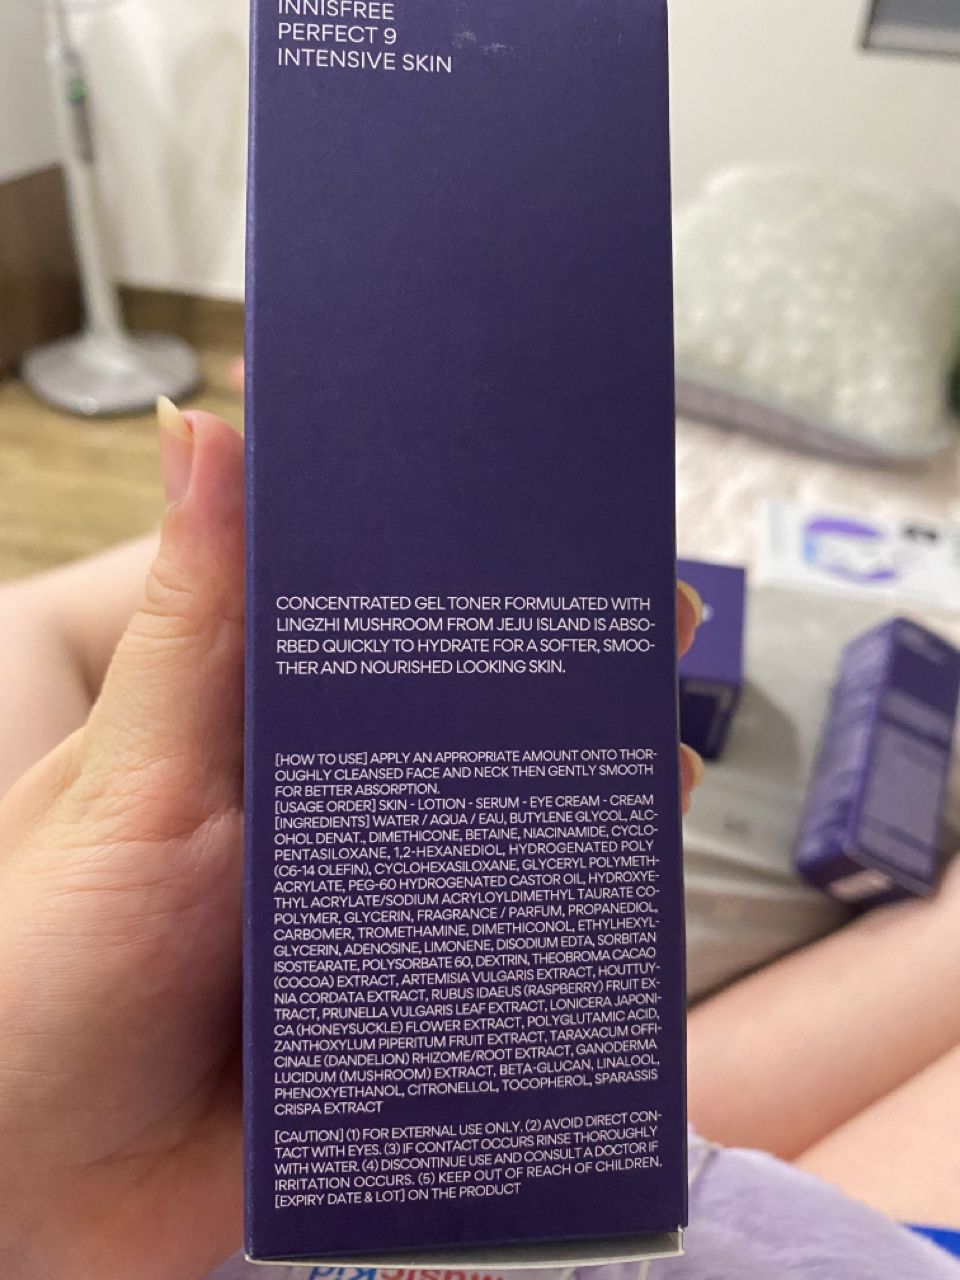 INNISFREE
PERFECT 9
INTENSIVE SKIN
CONCENTRATED GEL TONER FORMULATED WITH
LINGZHI MUSHROOM FROM JEJU ISLAND IS ABSO-
RBED QUICKLY TO HYDRATE FOR A SOFTER, SMOO-
THER AND NOURISHED LOOKING SKIN.
[HOW TO USE] APPLY AN APPROPRIATE AMOUNT ONTO THOR-
OUGHLY CLEANSED FACE AND NECK THEN GENTLY SMOOTH
FOR BETTER ABSORPTION.
[USAGE ORDER] SKIN - LOTION - SERUM - EYE CREAM - CREAM
[INGREDIENTS] WATER / AQUA / EAU, BUTYLENE GLYCOL, ALC-
OHOL DENAT., DIMETHICONE, BETAINE, NIACINAMIDE, CYCLO-
PENTASILOXANE, 1,2-HEXANEDIOL, HYDROGENATED POLY
(C6-14 OLEFIN), CYCLOHEXASILOXANE, GLYCERYL POLYMETH-
ACRYLATE, PEG-60 HYDROGENATED CASTOR OIL, HYDROXYE-
THYL ACRYLATE/SODIUM ACRYLOYLDIMETHYL TAURATE CO-
POLYMER, GLYCERIN, FRAGRANCE / PARFUM, PROPANEDIOL,
CARBOMER, TROMETHAMINE, DIMETHICONOL, ETHYLHEXYL-
GLYCERIN, ADENOSINE, LIMONENE, DISODIUM EDTA, SORBITAN
ISOSTEARATE, POLYSORBATE 60, DEXTRIN, THEOBROMA CACAO
(COCOA) EXTRACT, ARTEMISIA VULGARIS EXTRACT, HOUTTUY-
NIA CORDATA EXTRACT, RUBUS IDAEUS (RASPBERRY) FRUIT EX-
TRACT, PRUNELLA VULGARIS LEAF EXTRACT, LONICERA JAPONI-
CA (HONEYSUCKLE) FLOWER EXTRACT, POLYGLUTAMIC ACID,
ZANTHOXYLUM PIPERITUM FRUIT EXTRACT, TARAXACUM OFFI-
CINALE (DANDELION) RHIZOME/ROOT EXTRACT, GANODERMA
LUCIDUM (MUSHROOM) EXTRACT, BETA-GLUCAN, LINALOOL,
PHENOXYETHANOL, CITRONELLOL, TOCOPHEROL, SPARASSIS
CRISPA EXTRACT
[CAUTION] (1) FOR EXTERNAL USE ONLY. (2) AVOID DIRECT CON-
TACT WITH EYES. (3) IF CONTACT OCCURS RINSE THOROUGHLY
WITH WATER. (4) DISCONTINUE USE AND CONSULT A DOCTOR IF
IRRITATION OCCURS. (5) KEEP OUT OF REACH OF CHILDREN.
[EXPIRY DATE & LOT] ON THE PRODUCT